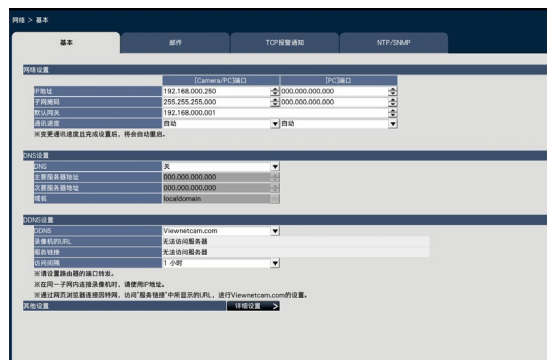 网络 > 基本
基本 邮件 TCP报警通知 NTP/SNMP
网络设置
[Camera/PC]端口 [PC]端口
IP地址 192.168.000.250 000.000.000.000
子网掩码 255.255.255.000 000.000.000.000
默认网关 192.168.000.001
通讯速度 自动 自动
※变更通讯速度且完成设置后，将会自动重启。
DNS设置
DNS 关
主要服务器地址 000.000.000.000
次要服务器地址 000.000.000.000
域名 localdomain
DDNS设置
DDNS Viewnetcam.com
录像机的URL 无法访问服务器
服务链接 无法访问服务器
访问间隔 1 小时
※请设置路由器的端口转发。
※在同一子网内连接录像机时，请使用IP地址。
※通过网页浏览器连接因特网，访问"服务链接"中所显示的URL，进行Viewnetcam.com的设置。
其他设置 详细设置 >